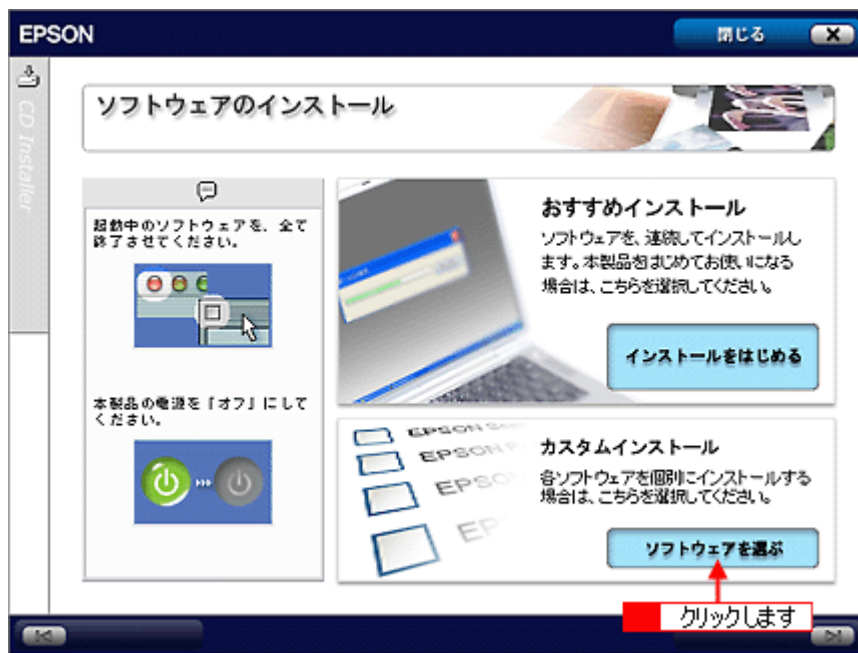 EPSON
閉じる
CD Installer
ソフトウェアのインストール
起動中のソフトウェアを、全て
終了させてください。
本製品の電源を『オフ』にして
ください。
おすすめインストール
ソフトウェアを、連続してインストールし
ます。本製品をはじめてお使いになる
場合は、こちらを選択してください。
インストールをはじめる
EPSON
EPSON
EPSO
EP
カスタムインストール
各ソフトウェアを個別にインストールする
場合は、こちらを選択してください。
ソフトウェアを選ぶ
クリックします